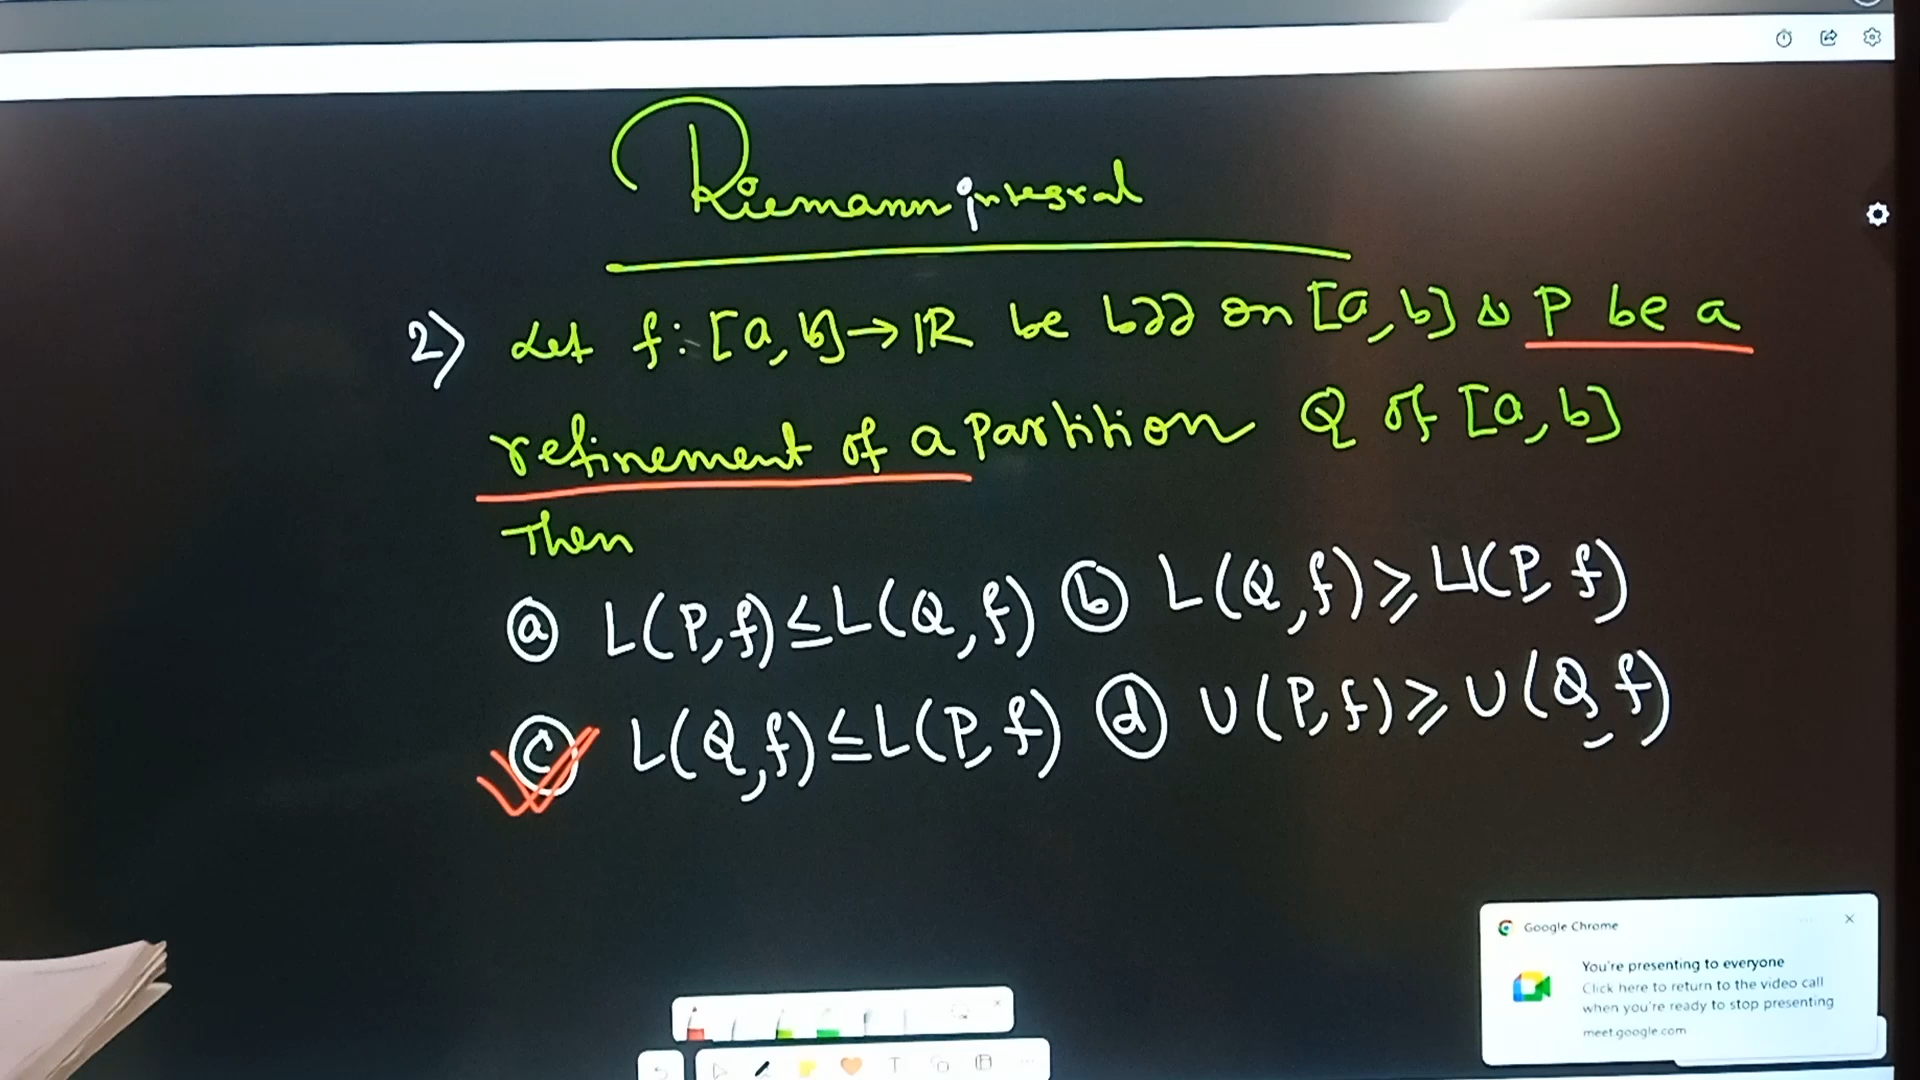 Riemann integral
2) Let f: [a, b] → IR be bdd on [a, b] & P be a
refinement of a Partition Q of [a, b]
Then
(a) L(P, f) ≤ L(Q, f) (b) L(Q, f) ≥ U(P, f)
(c) L(Q, f) ≤ L(P, f) (d) U(P, f) ≥ U(Q, f)
Google Chrome
You're presenting to everyone
Click here to return to the video call
when you're ready to stop presenting
meet.google.com
T